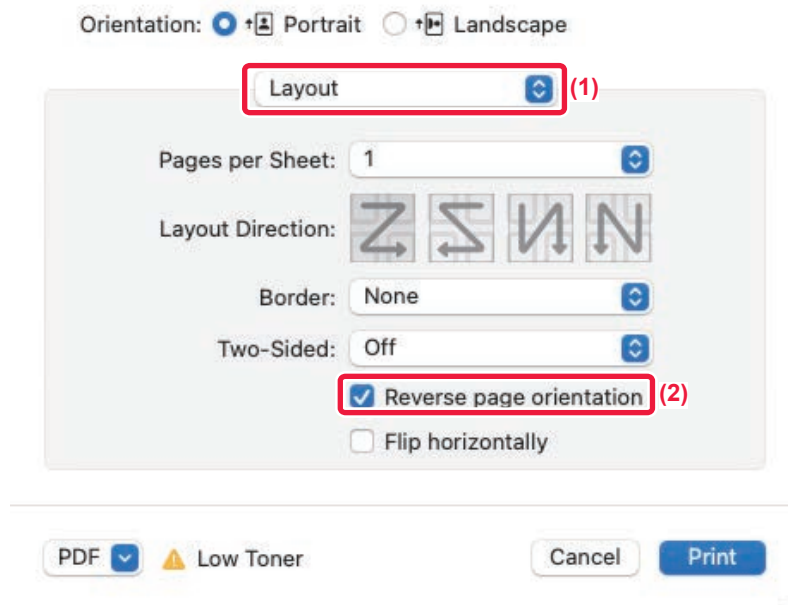 Orientation: Portrait Landscape
Layout (1)
Pages per Sheet: 1
Layout Direction:
Border: None
Two-Sided: Off
Reverse page orientation (2)
Flip horizontally
PDF Low Toner Cancel Print